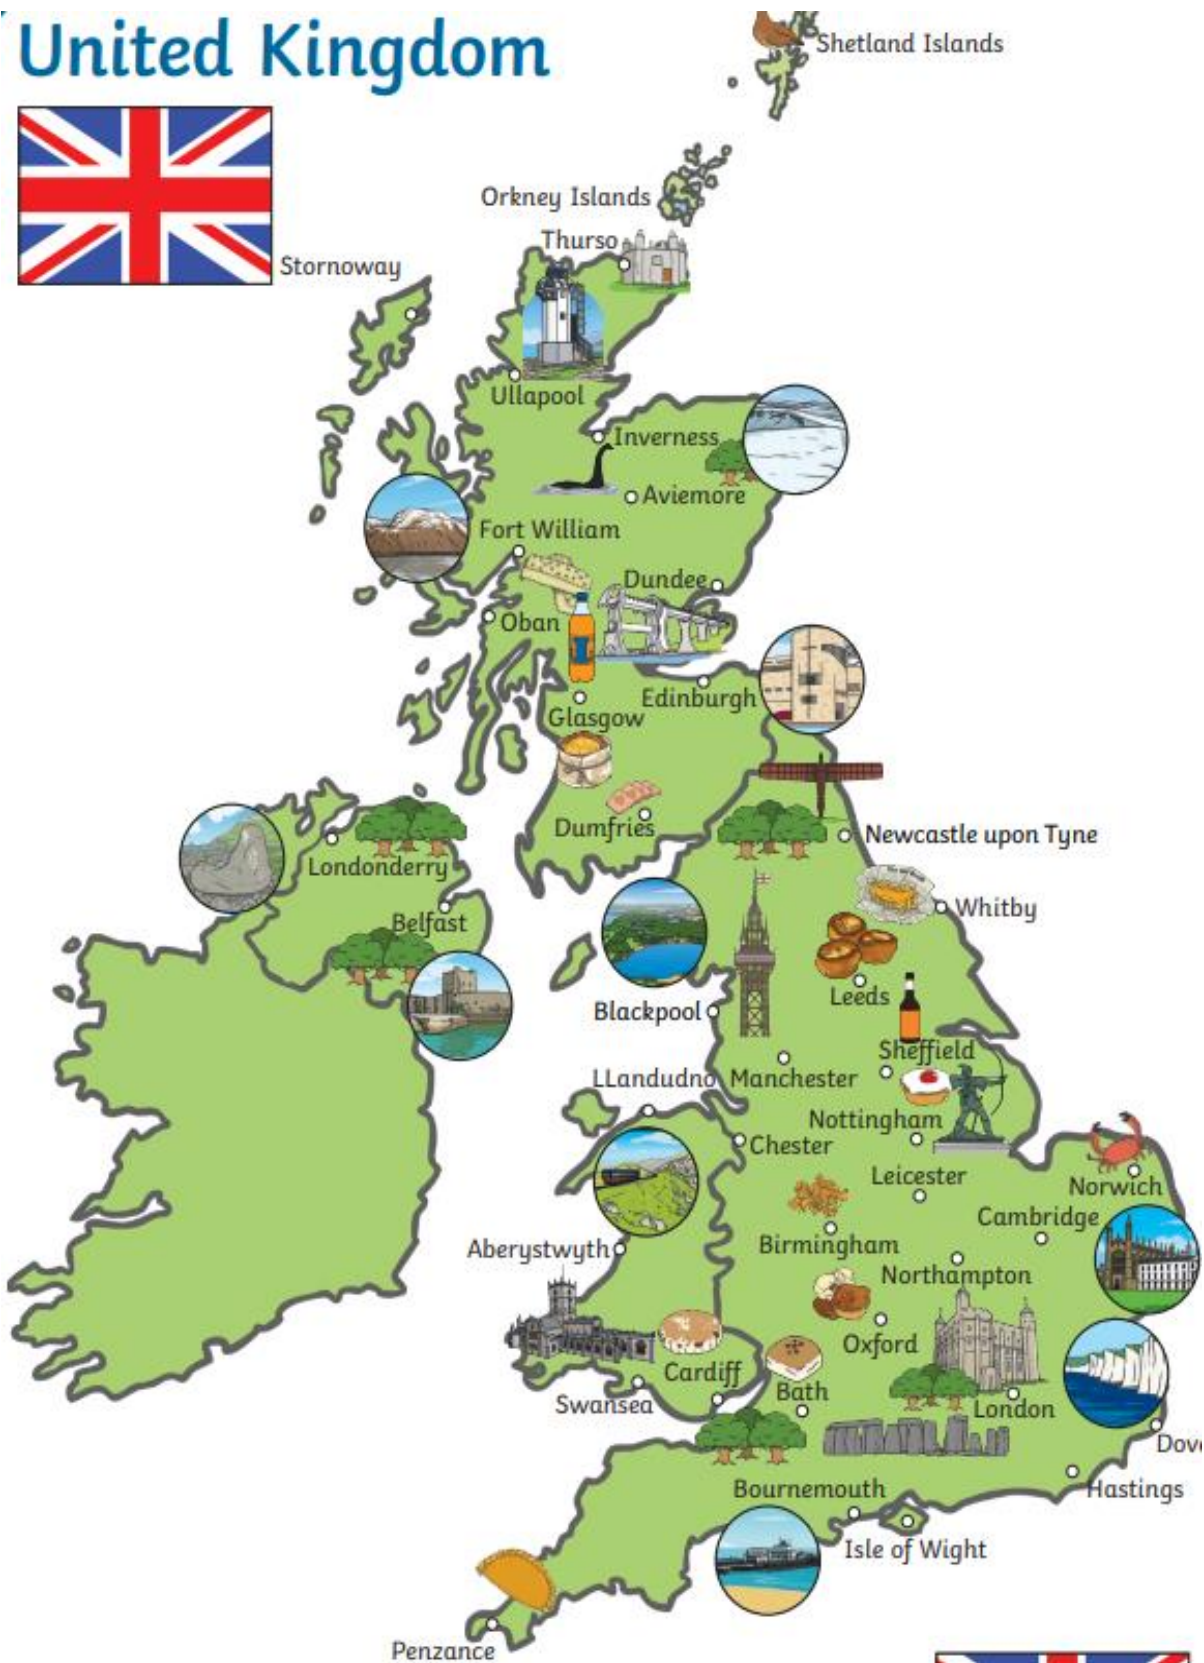 United Kingdom
Shetland Islands
Orkney Islands
Thurso
Stornoway
Ullapool
Inverness
Aviemore
Fort William
Dundee
Oban
Edinburgh
Glasgow
Dumfries
Newcastle upon Tyne
Londonderry
Whitby
Belfast
Leeds
Blackpool
Sheffield
LLandudno
Manchester
Nottingham
Chester
Leicester
Norwich
Cambridge
Aberystwyth
Birmingham
Northampton
Oxford
Cardiff
Bath
Swansea
London
Dov
Bournemouth
Hastings
Isle of Wight
Penzance